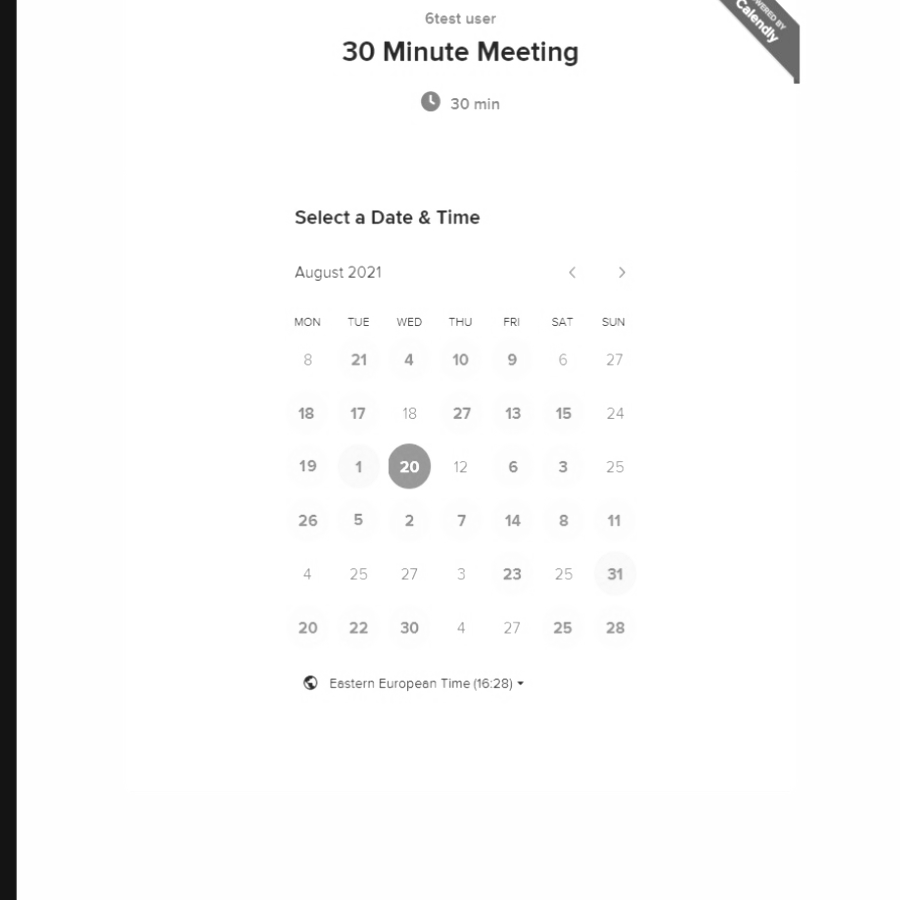 6test user
30 Minute Meeting
30 min
Calendly
Select a Date & Time
August 2021
MON TUE WED THU FRI SAT SUN
8 21 4 10 9 6 27
18 17 18 27 13 15 24
19 1 20 12 6 3 25
26 5 2 7 14 8 11
4 25 27 3 23 25 31
20 22 30 4 27 25 28
Eastern European Time (16:28)